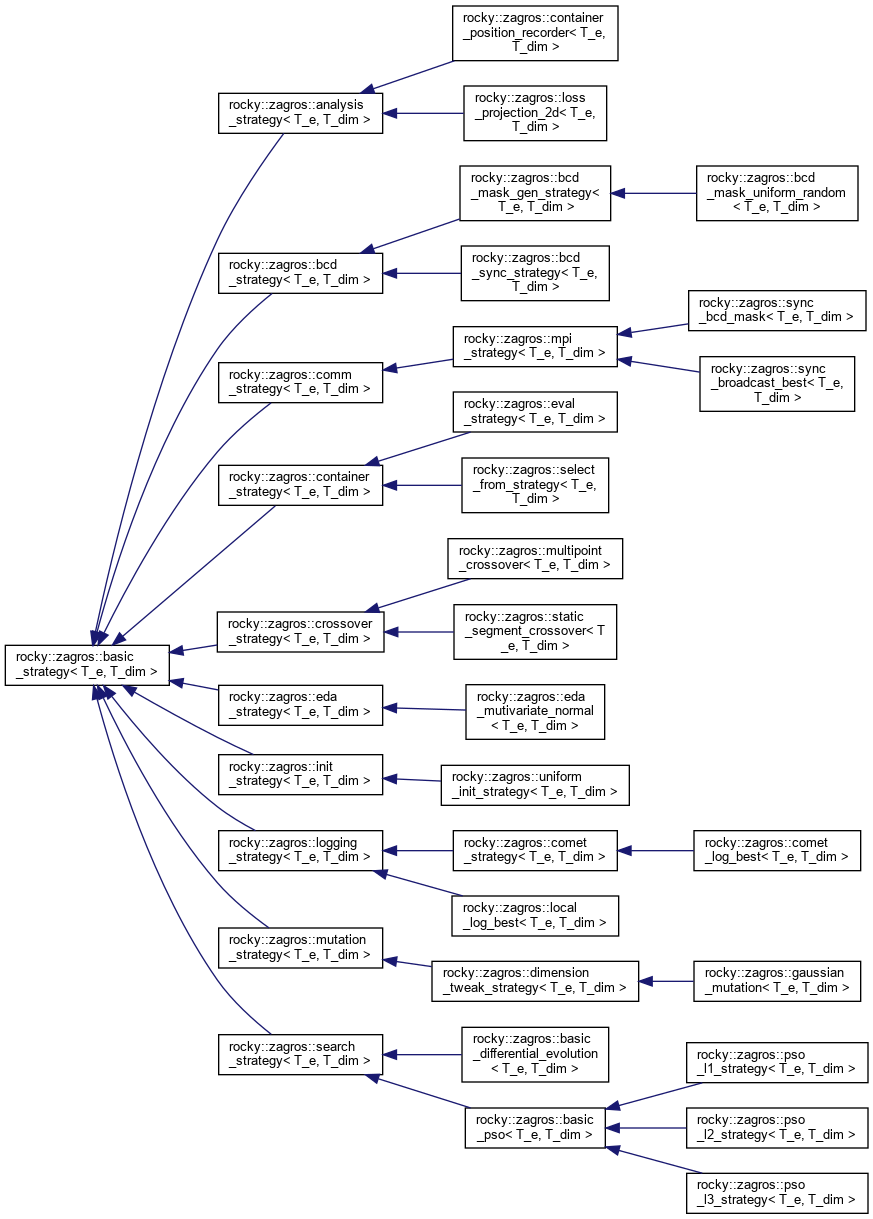 rocky::zagros::container
_position_recorder< T_e,
T_dim >
rocky::zagros::analysis
_strategy< T_e, T_dim >
rocky::zagros::loss
_projection_2d< T_e,
T_dim >
rocky::zagros::bcd
_mask_gen_strategy<
T_e, T_dim >
rocky::zagros::bcd
_mask_uniform_random
< T_e, T_dim >
rocky::zagros::bcd
_strategy< T_e, T_dim >
rocky::zagros::bcd
_sync_strategy< T_e,
T_dim >
rocky::zagros::sync
_bcd_mask< T_e, T_dim >
rocky::zagros::mpi
_strategy< T_e, T_dim >
rocky::zagros::comm
_strategy< T_e, T_dim >
rocky::zagros::sync
_broadcast_best< T_e,
T_dim >
rocky::zagros::eval
_strategy< T_e, T_dim >
rocky::zagros::container
_strategy< T_e, T_dim >
rocky::zagros::select
_from_strategy< T_e,
T_dim >
rocky::zagros::multipoint
_crossover< T_e, T_dim >
rocky::zagros::crossover
_strategy< T_e, T_dim >
rocky::zagros::static
_segment_crossover< T
_e, T_dim >
rocky::zagros::basic
_strategy< T_e, T_dim >
rocky::zagros::eda
_strategy< T_e, T_dim >
rocky::zagros::eda
_mutivariate_normal
< T_e, T_dim >
rocky::zagros::init
_strategy< T_e, T_dim >
rocky::zagros::uniform
_init_strategy< T_e, T_dim >
rocky::zagros::logging
_strategy< T_e, T_dim >
rocky::zagros::comet
_strategy< T_e, T_dim >
rocky::zagros::comet
_log_best< T_e, T_dim >
rocky::zagros::local
_log_best< T_e, T_dim >
rocky::zagros::mutation
_strategy< T_e, T_dim >
rocky::zagros::dimension
_tweak_strategy< T_e, T_dim >
rocky::zagros::gaussian
_mutation< T_e, T_dim >
rocky::zagros::search
_strategy< T_e, T_dim >
rocky::zagros::basic
_differential_evolution
< T_e, T_dim >
rocky::zagros::pso
_l1_strategy< T_e, T_dim >
rocky::zagros::basic
_pso< T_e, T_dim >
rocky::zagros::pso
_l2_strategy< T_e, T_dim >
rocky::zagros::pso
_l3_strategy< T_e, T_dim >